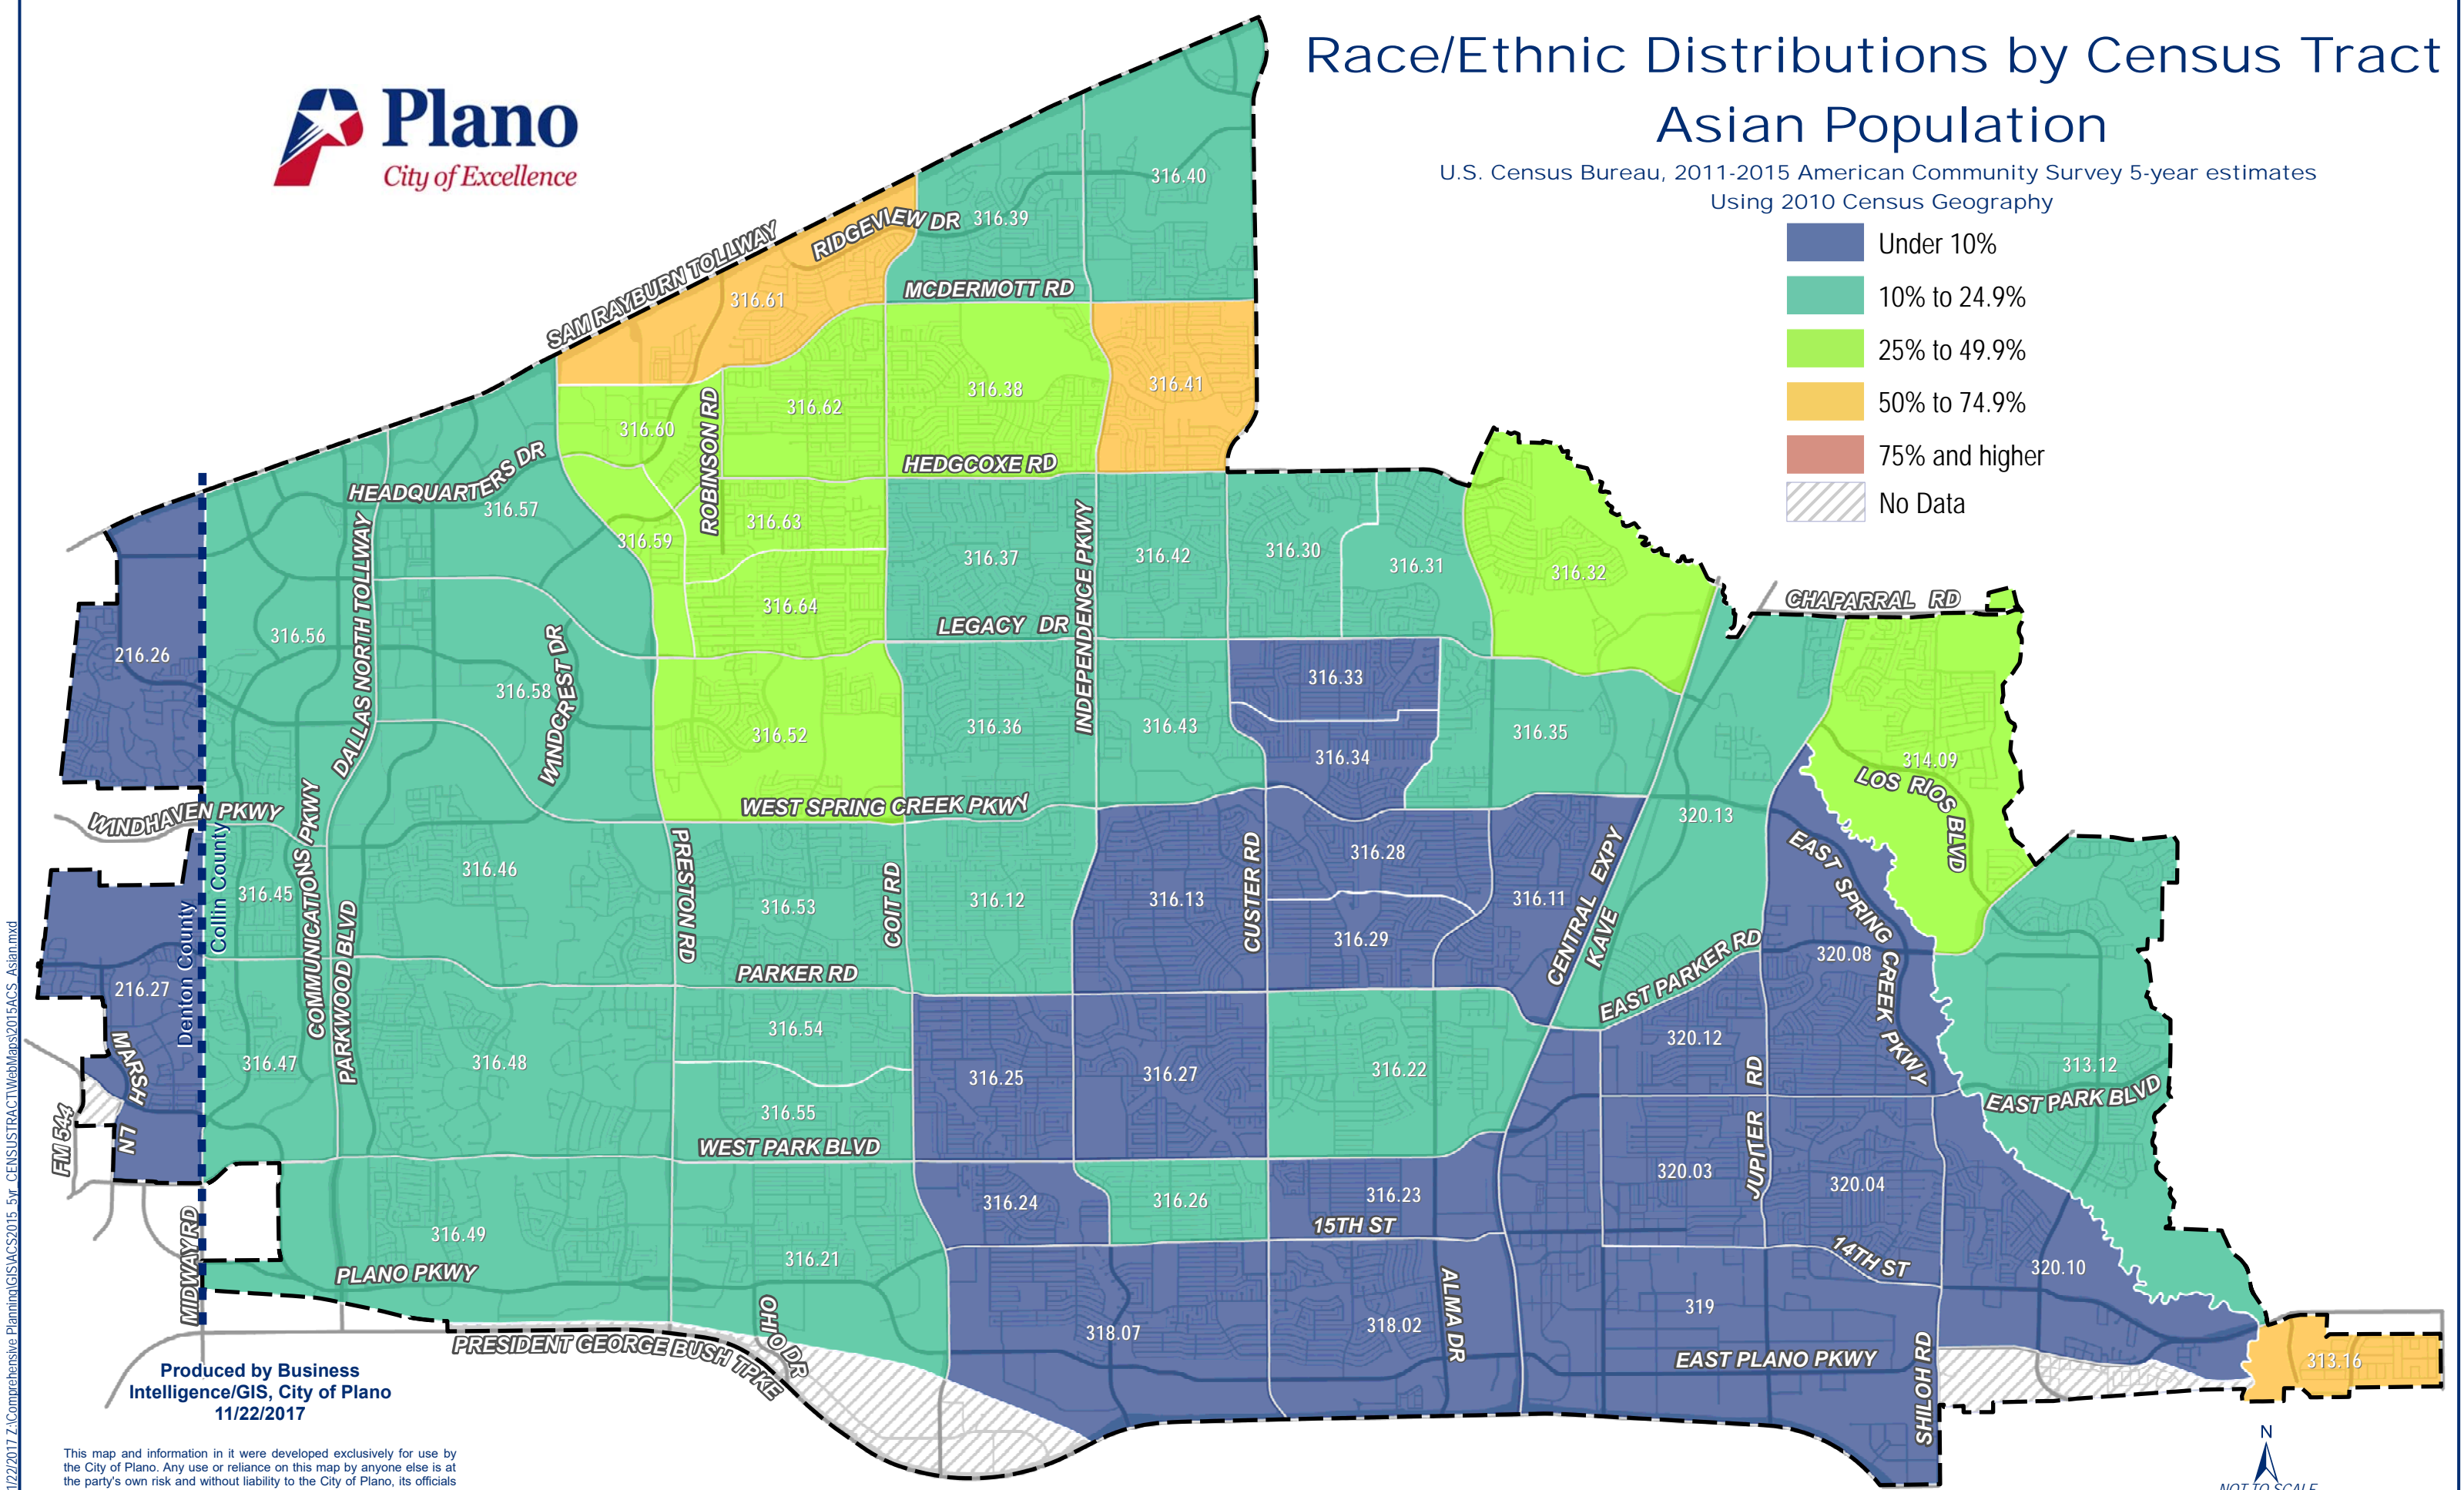 Race/Ethnic Distributions by Census Tract
Asian Population
U.S. Census Bureau, 2011-2015 American Community Survey 5-year estimates
Using 2010 Census Geography
Under 10%
10% to 24.9%
25% to 49.9%
50% to 74.9%
75% and higher
No Data
Plano
City of Excellence
316.40
316.39
RIDGEVIEW DR
SAM RAYBURN TOLLWAY
316.61
MCDERMOTT RD
316.41
316.38
316.62
316.60
ROBINSON RD
HEDGCOXE RD
HEADQUARTERS DR
316.57
316.63
316.59
316.37
INDEPENDENCE PKWY
316.42
316.30
316.31
316.32
CHAPARRAL RD
316.64
LEGACY DR
316.56
DALLAS NORTH TOLLWAY
216.26
316.58
WINDCREST DR
316.52
316.36
316.43
316.33
316.34
316.35
314.09
LOS RIOS BLVD
WINDHAVEN PKWY
WEST SPRING CREEK PKWY
320.13
COMMUNICATIONS PKWY
Collin County
Denton County
316.45
316.46
PRESTON RD
316.53
COIT RD
316.12
316.13
CUSTER RD
316.28
316.29
316.11
CENTRAL EXPY
K AVE
EAST SPRING CREEK PKWY
320.08
EAST PARKER RD
PARKER RD
PARKWOOD BLVD
216.27
MARSH LN
FM 544
316.47
316.48
316.54
316.55
WEST PARK BLVD
316.25
316.27
316.22
320.12
JUPITER RD
313.12
EAST PARK BLVD
316.24
316.26
316.23
15TH ST
320.03
320.04
14TH ST
320.10
MIDWAY RD
316.49
PLANO PKWY
316.21
OHIO DR
PRESIDENT GEORGE BUSH TPKE
318.07
318.02
ALMA DR
319
EAST PLANO PKWY
SHILOH RD
313.16
Produced by Business
Intelligence/GIS, City of Plano
11/22/2017
This map and information in it were developed exclusively for use by
the City of Plano. Any use or reliance on this map by anyone else is at
the party's own risk and without liability to the City of Plano, its officials
N
NOT TO SCALE
1/22/2017 Z:\Comprehensive Planning\GIS\ACS2015_5yr_CENSUSTRACT\WebMaps\2015ACS_Asian.mxd